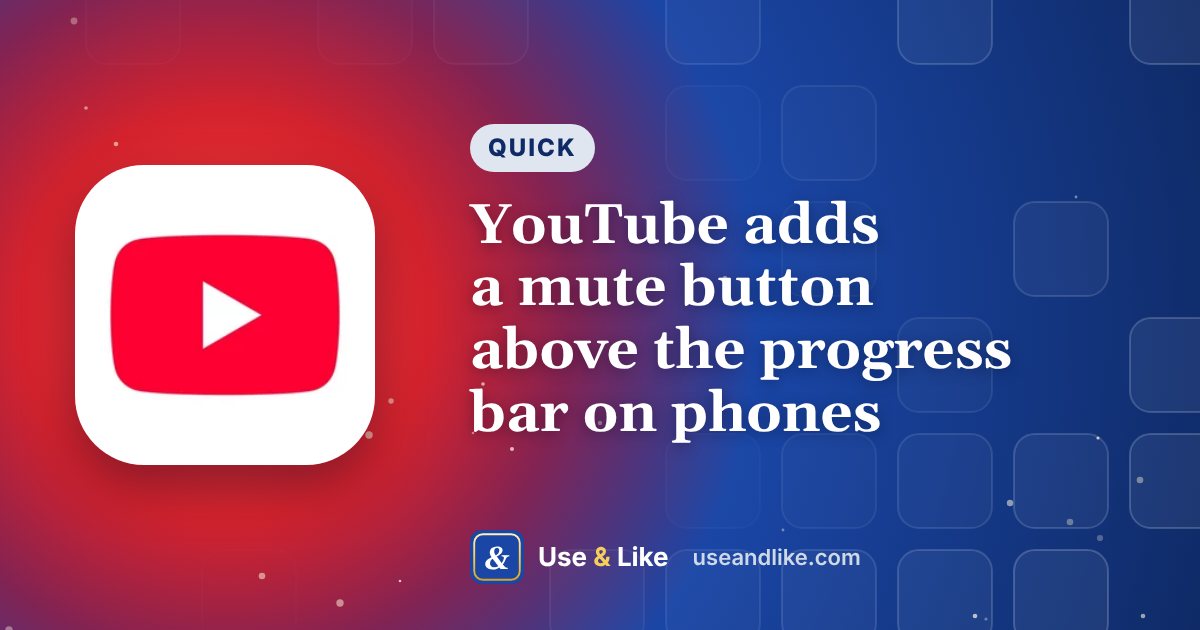 QUICK
YouTube adds
a mute button
above the progress
bar on phones
& Use & Like useandlike.com